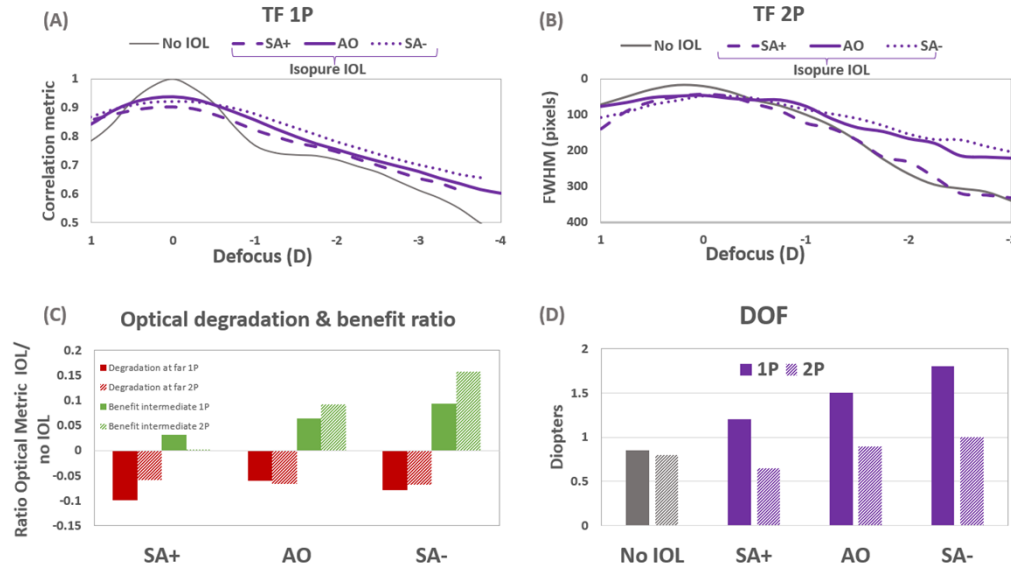 (A)
TF 1P
No IOL SA+ AO SA-
Isopure IOL
Correlation metric
1
0.9
0.8
0.7
0.6
0.5
1 0 -1 -2 -3 -4
Defocus (D)
(B)
TF 2P
No IOL SA+ AO SA-
Isopure IOL
FWHM (pixels)
0
100
200
300
400
1 0 -1 -2
Defocus (D)
(C)
Optical degradation & benefit ratio
Ratio Optical Metric IOL/
no IOL
0.2
0.15
0.1
0.05
0
-0.05
-0.1
-0.15
Degradation at far 1P
Degradation at far 2P
Benefit intermediate 1P
Benefit intermediate 2P
SA+ AO SA-
(D)
DOF
Diopters
2
1.5
1
0.5
0
1P 2P
No IOL SA+ AO SA-